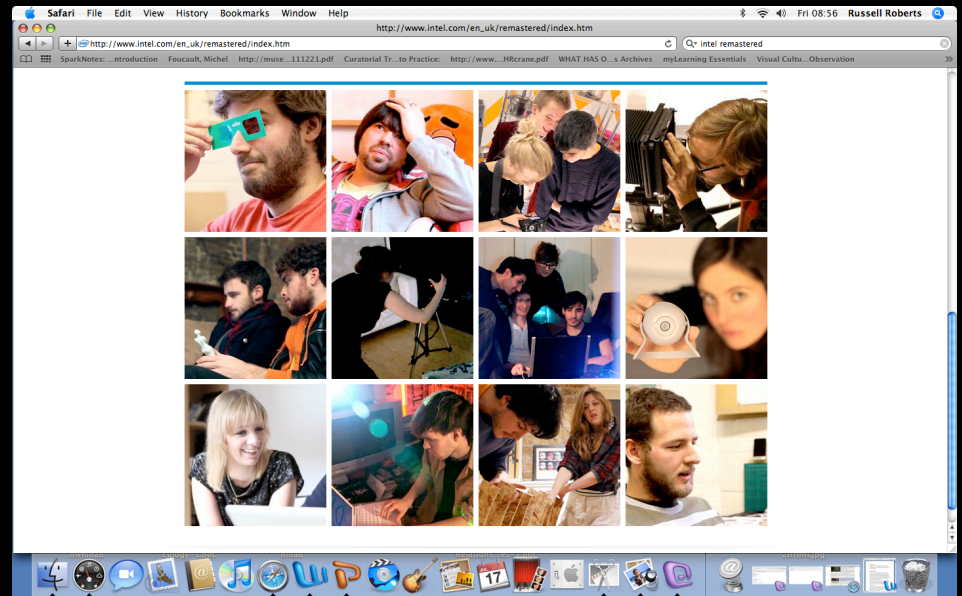 Safari File Edit View History Bookmarks Window Help Fri 08:56 Russell Roberts
http://www.intel.com/en_uk/remastered/index.htm
http://www.intel.com/en_uk/remastered/index.htm intel remastered
SparkNotes: ...ntroduction Foucault, Michel http://muse...111221.pdf Curatorial Tr...to Practice: http://www....HRcrane.pdf WHAT HAS O...s Archives myLearning Essentials Visual Cultu...Observation
17